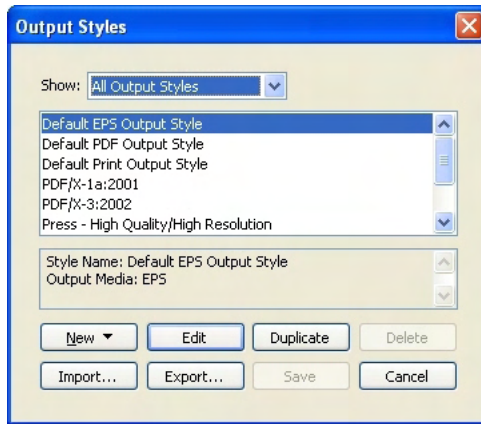 Output Styles
Show: All Output Styles
Default EPS Output Style
Default PDF Output Style
Default Print Output Style
PDF/X-1a:2001
PDF/X-3:2002
Press - High Quality/High Resolution
Style Name: Default EPS Output Style
Output Media: EPS
New Edit Duplicate Delete
Import... Export... Save Cancel